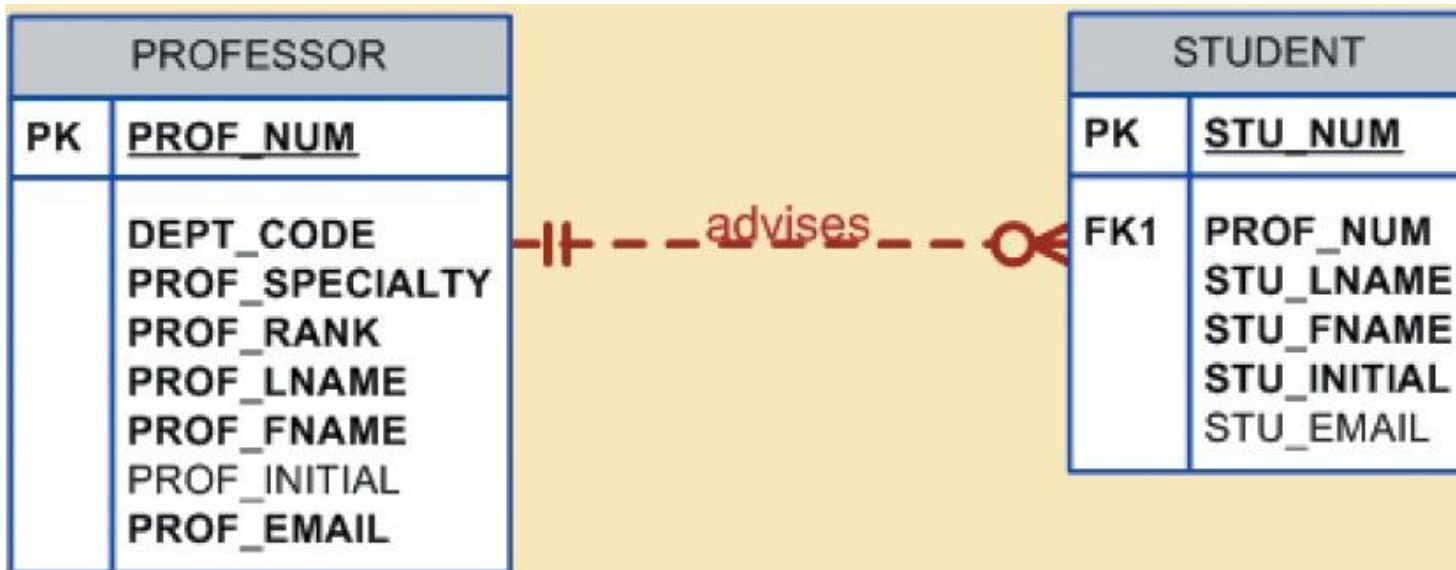 PROFESSOR
PK PROF_NUM
DEPT_CODE
PROF_SPECIALTY
PROF_RANK
PROF_LNAME
PROF_FNAME
PROF_INITIAL
PROF_EMAIL
advises
STUDENT
PK STU_NUM
FK1 PROF_NUM
STU_LNAME
STU_FNAME
STU_INITIAL
STU_EMAIL